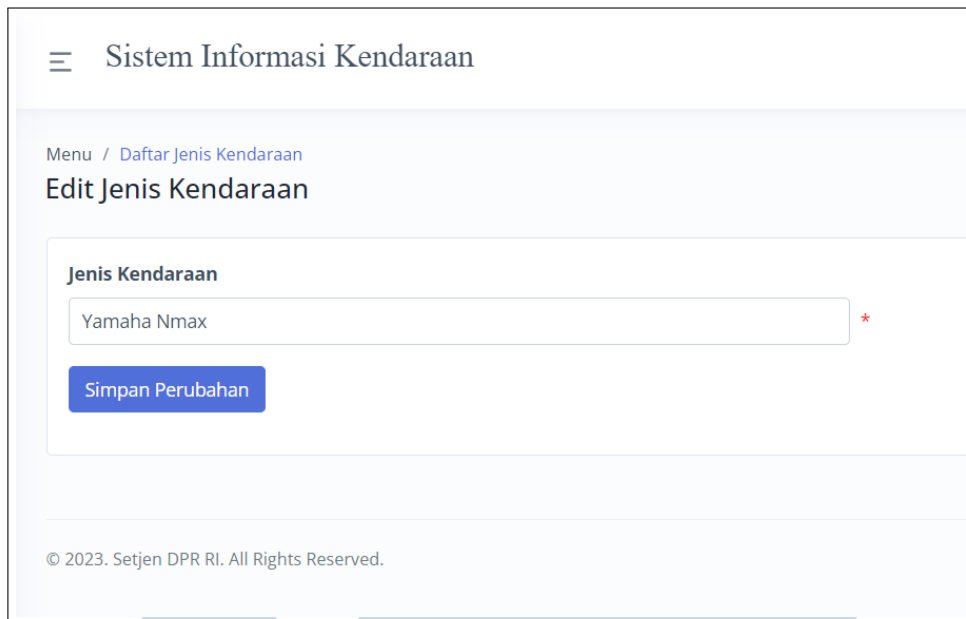 Sistem Informasi Kendaraan
Menu / Daftar Jenis Kendaraan
Edit Jenis Kendaraan
Jenis Kendaraan
Yamaha Nmax *
Simpan Perubahan
© 2023. Setjen DPR RI. All Rights Reserved.